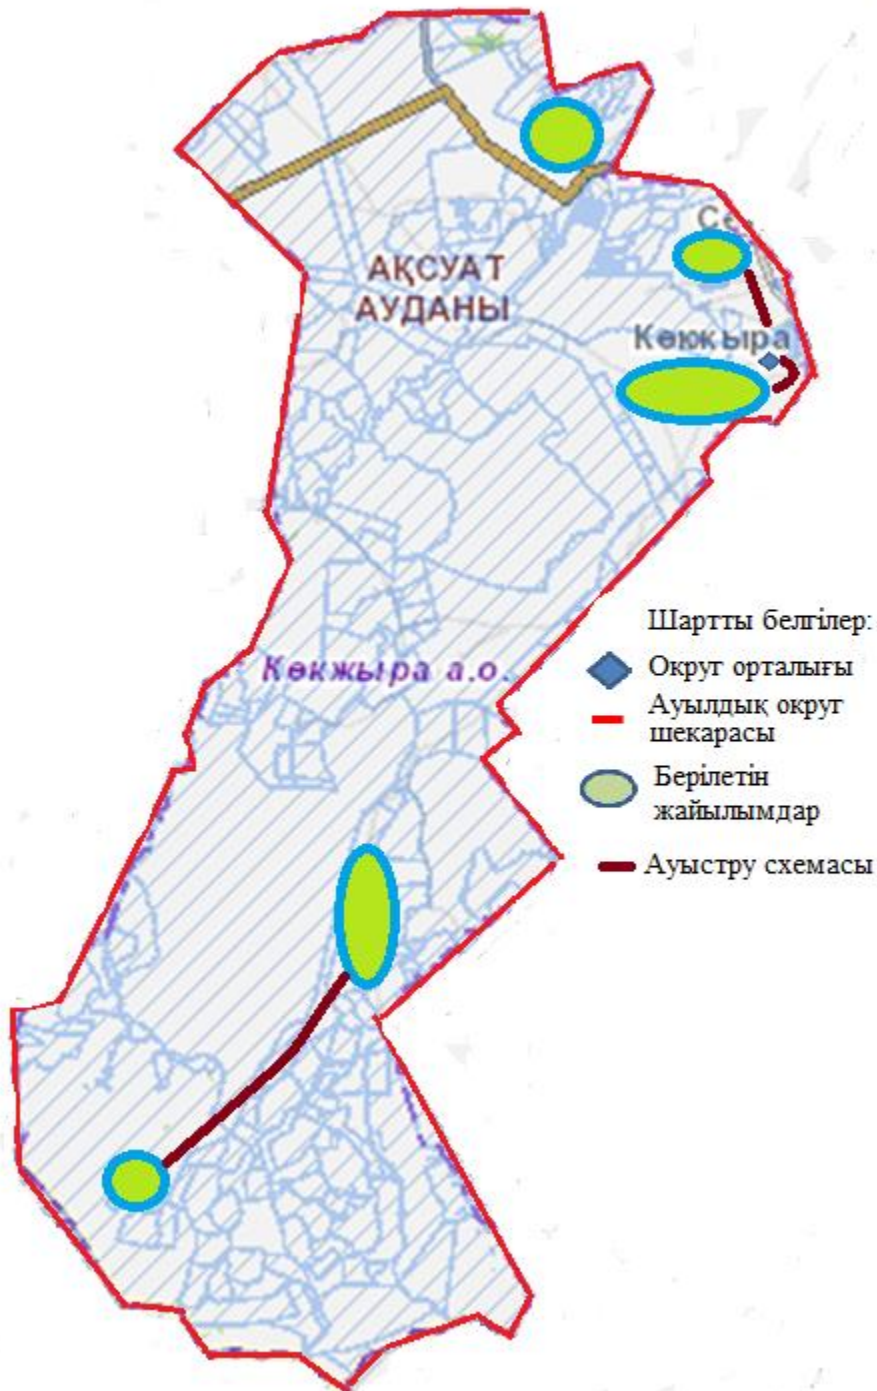 АҚСУАТ
АУДАНЫ
Көкжыра
Көкжыра а.о.
Шартты белгілер:
Округ орталығы
Ауылдық округ
шекарасы
Берілетін
жайылымдар
Ауыстру схемасы